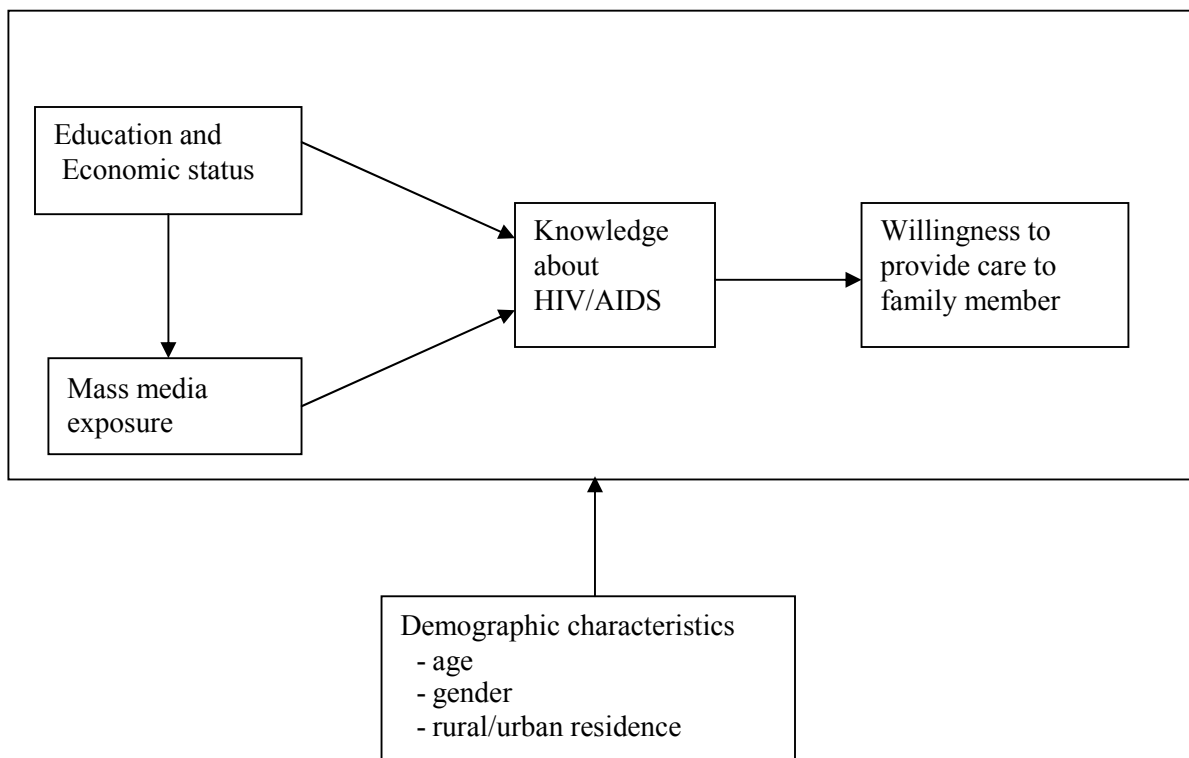 Education and
Economic status
Knowledge
about
HIV/AIDS
Willingness to
provide care to
family member
Mass media
exposure
Demographic characteristics
- age
- gender
- rural/urban residence